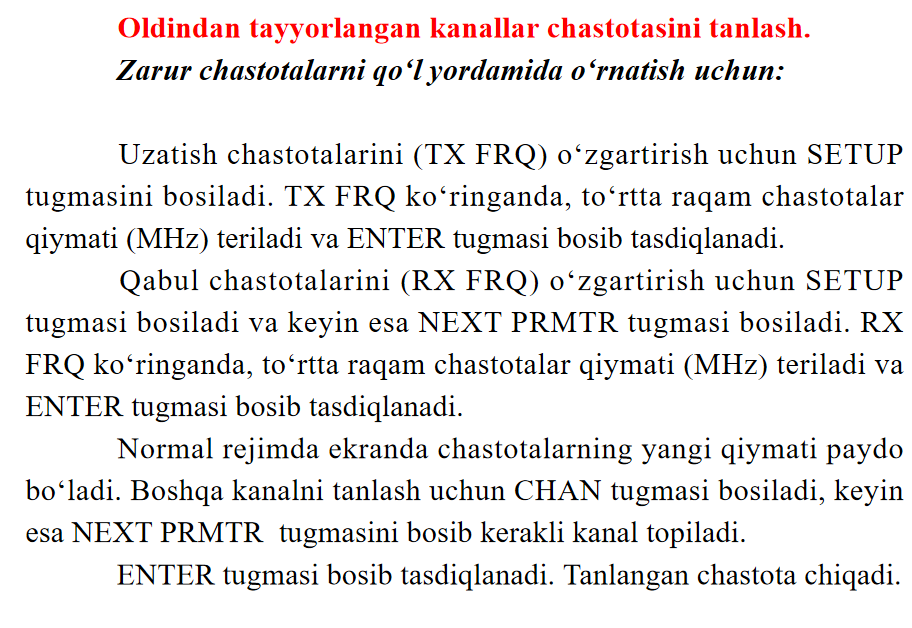 Oldindan tayyorlangan kanallar chastotasini tanlash.
Zarur chastotalarni qo‘l yordamida o‘rnatish uchun:
Uzatish chastotalarini (TX FRQ) o‘zgartirish uchun SETUP
tugmasini bosiladi. TX FRQ ko‘ringanda, to‘rtta raqam chastotalar
qiymati (MHz) teriladi va ENTER tugmasi bosib tasdiqlanadi.
Qabul chastotalarini (RX FRQ) o‘zgartirish uchun SETUP
tugmasi bosiladi va keyin esa NEXT PRMTR tugmasi bosiladi. RX
FRQ ko‘ringanda, to‘rtta raqam chastotalar qiymati (MHz) teriladi va
ENTER tugmasi bosib tasdiqlanadi.
Normal rejimda ekranda chastotalarning yangi qiymati paydo
bo‘ladi. Boshqa kanalni tanlash uchun CHAN tugmasi bosiladi, keyin
esa NEXT PRMTR  tugmasini bosib kerakli kanal topiladi.
ENTER tugmasi bosib tasdiqlanadi. Tanlangan chastota chiqadi.